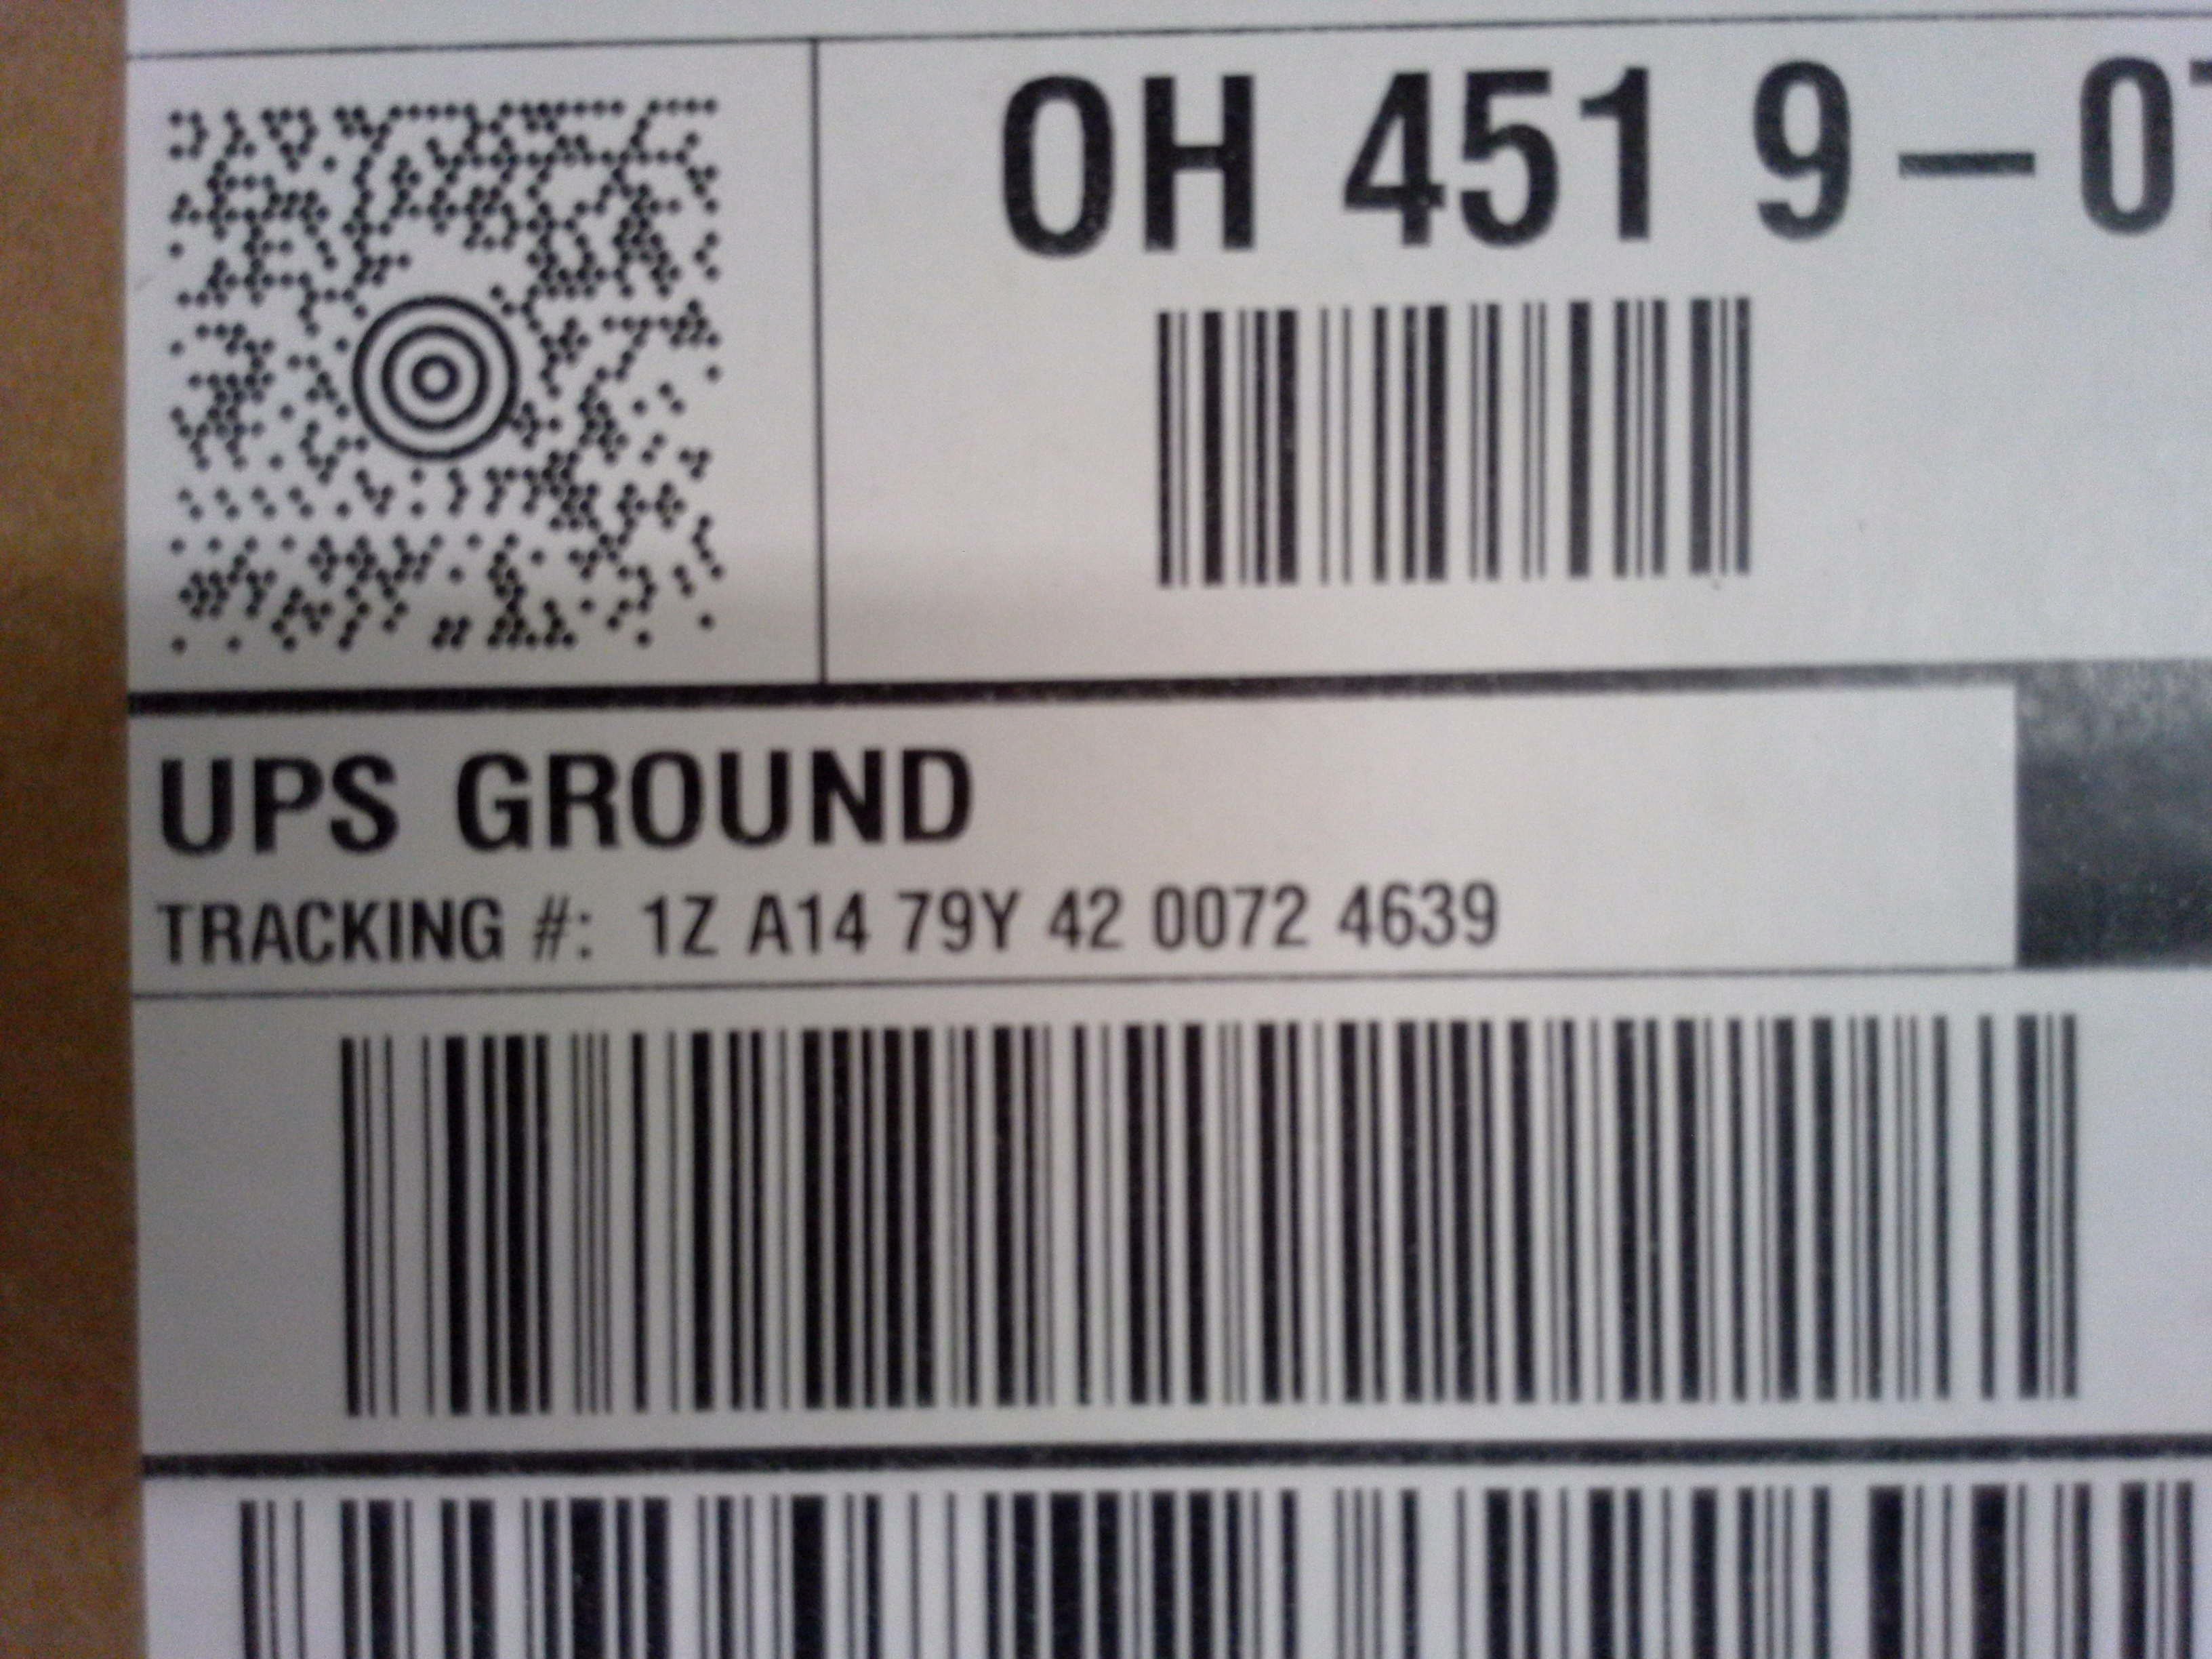 OH 451 9-0
UPS GROUND
TRACKING #: 1Z A14 79Y 42 0072 4639